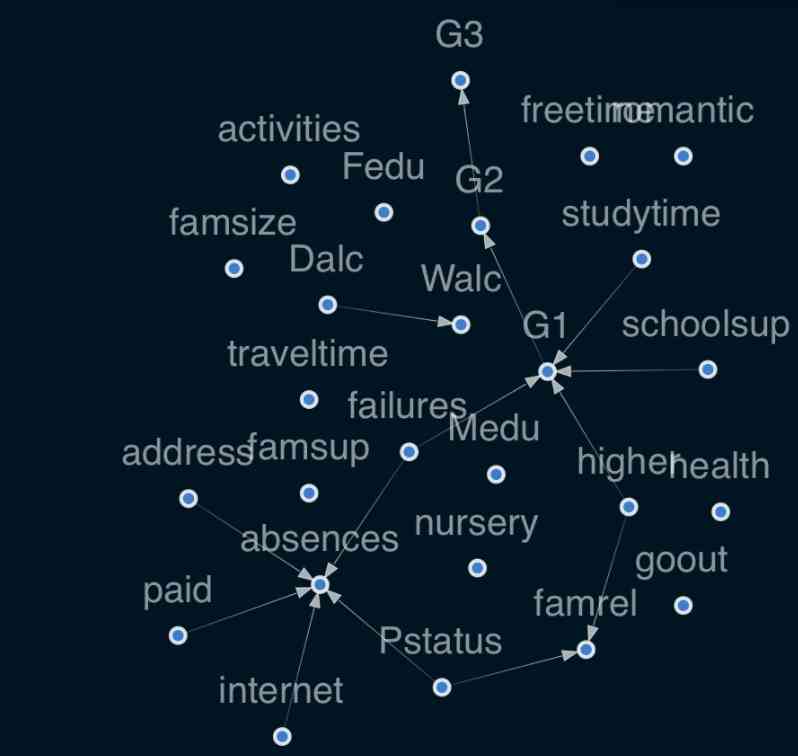 G3
freetime
romantic
activities
Fedu
G2
studytime
famsize
Dalc
Walc
G1
schoolsup
traveltime
failures
Medu
address
famsup
higher
health
absences
nursery
goout
paid
famrel
Pstatus
internet